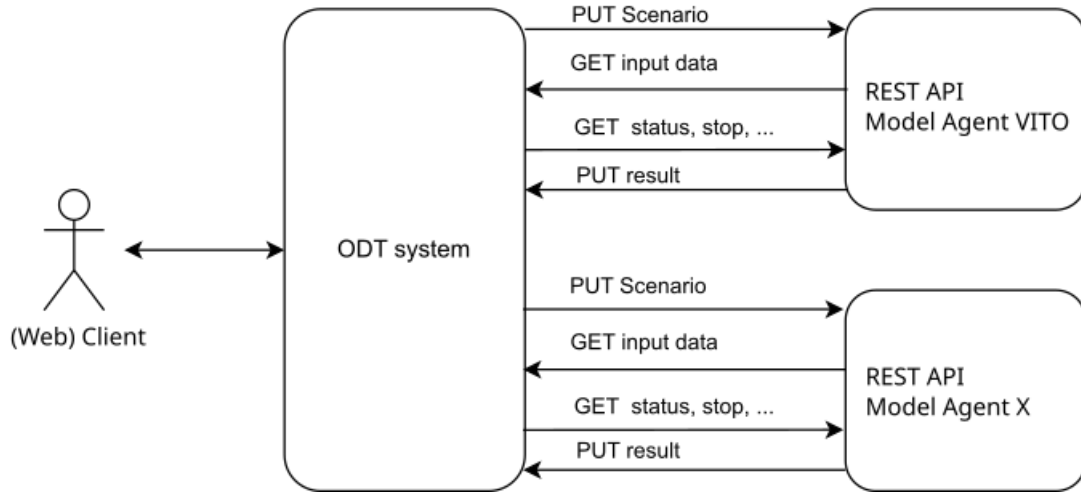 PUT Scenario
GET input data
GET status, stop, ...
PUT result
REST API
Model Agent VITO
ODT system
(Web) Client
PUT Scenario
GET input data
GET status, stop, ...
PUT result
REST API
Model Agent X